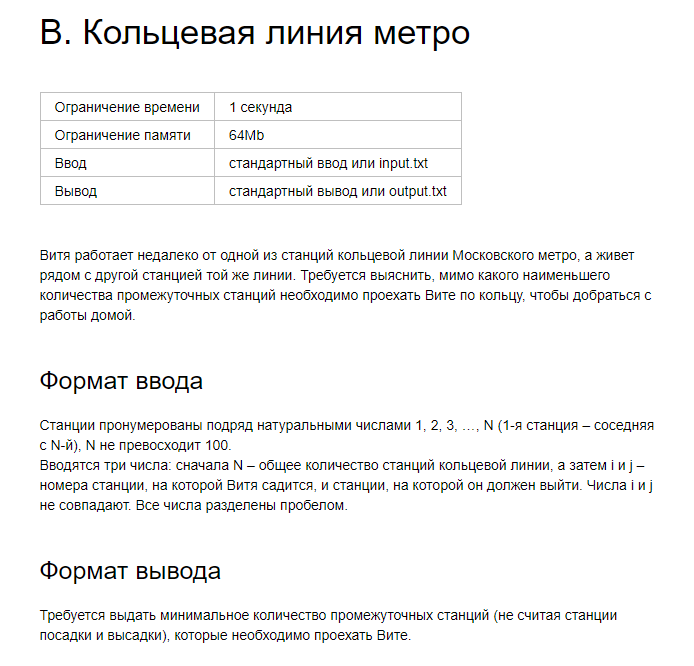 В. Кольцевая линия метро
Ограничение времени 1 секунда
Ограничение памяти 64Mb
Ввод стандартный ввод или input.txt
Вывод стандартный вывод или output.txt
Витя работает недалеко от одной из станций кольцевой линии Московского метро, а живет
рядом с другой станцией той же линии. Требуется выяснить, мимо какого наименьшего
количества промежуточных станций необходимо проехать Вите по кольцу, чтобы добраться с
работы домой.
Формат ввода
Станции пронумерованы подряд натуральными числами 1, 2, 3, …, N (1-я станция – соседняя
с N-й), N не превосходит 100.
Вводятся три числа: сначала N – общее количество станций кольцевой линии, а затем i и j –
номера станции, на которой Витя садится, и станции, на которой он должен выйти. Числа i и j
не совпадают. Все числа разделены пробелом.
Формат вывода
Требуется выдать минимальное количество промежуточных станций (не считая станции
посадки и высадки), которые необходимо проехать Вите.